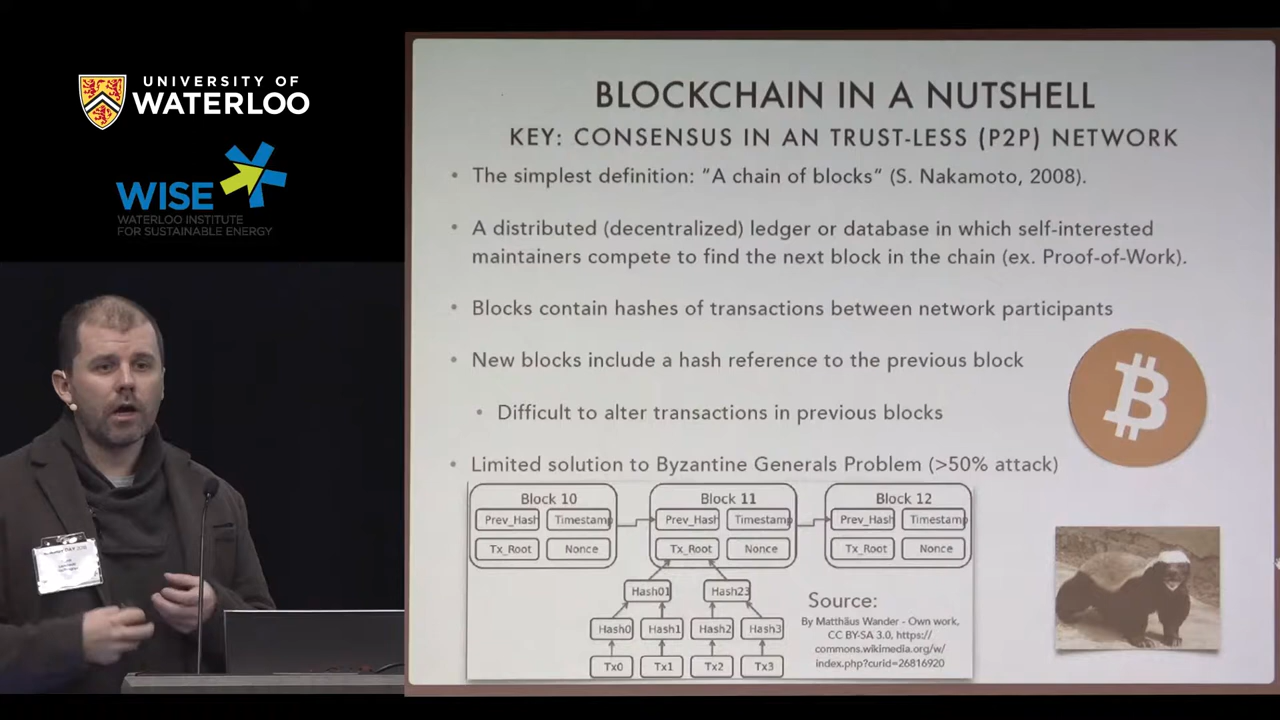 UNIVERSITY OF
WATERLOO
WISE
WATERLOO INSTITUTE
FOR SUSTAINABLE ENERGY
BLOCKCHAIN IN A NUTSHELL
KEY: CONSENSUS IN AN TRUST-LESS (P2P) NETWORK
• The simplest definition: “A chain of blocks” (S. Nakamoto, 2008).
• A distributed (decentralized) ledger or database in which self-interested
maintainers compete to find the next block in the chain (ex. Proof-of-Work).
• Blocks contain hashes of transactions between network participants
• New blocks include a hash reference to the previous block
• Difficult to alter transactions in previous blocks
• Limited solution to Byzantine Generals Problem (>50% attack)
Block 10 Block 11 Block 12
Prev_Hash Timestamp Prev_Hash Timestamp Prev_Hash Timestamp
Tx_Root Nonce Tx_Root Nonce Tx_Root Nonce
Hash01 Hash23
Hash0 Hash1 Hash2 Hash3
Tx0 Tx1 Tx2 Tx3
Source:
By Matthäus Wander - Own work,
CC BY-SA 3.0, https://
commons.wikimedia.org/w/
index.php?curid=26816920